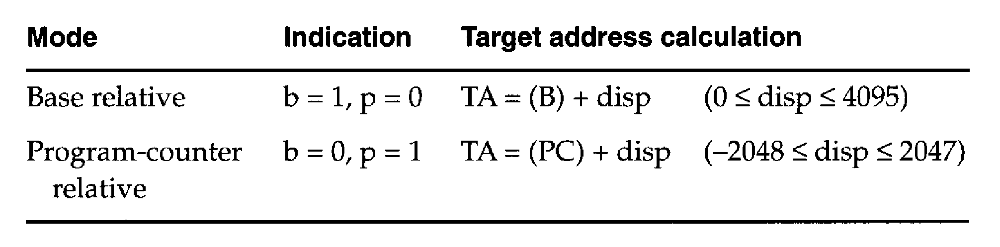 Mode Indication Target address calculation
Base relative b = 1, p = 0 TA = (B) + disp (0 ≤ disp ≤ 4095)
Program-counter b = 0, p = 1 TA = (PC) + disp (–2048 ≤ disp ≤ 2047)
relative